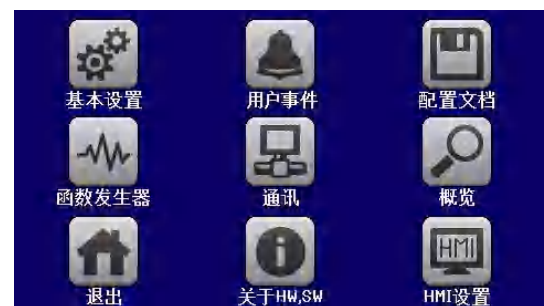 基本设置
用户事件
配置文档
函数发生器
通讯
概览
HMI
退出
关于HW,SW
HMI设置